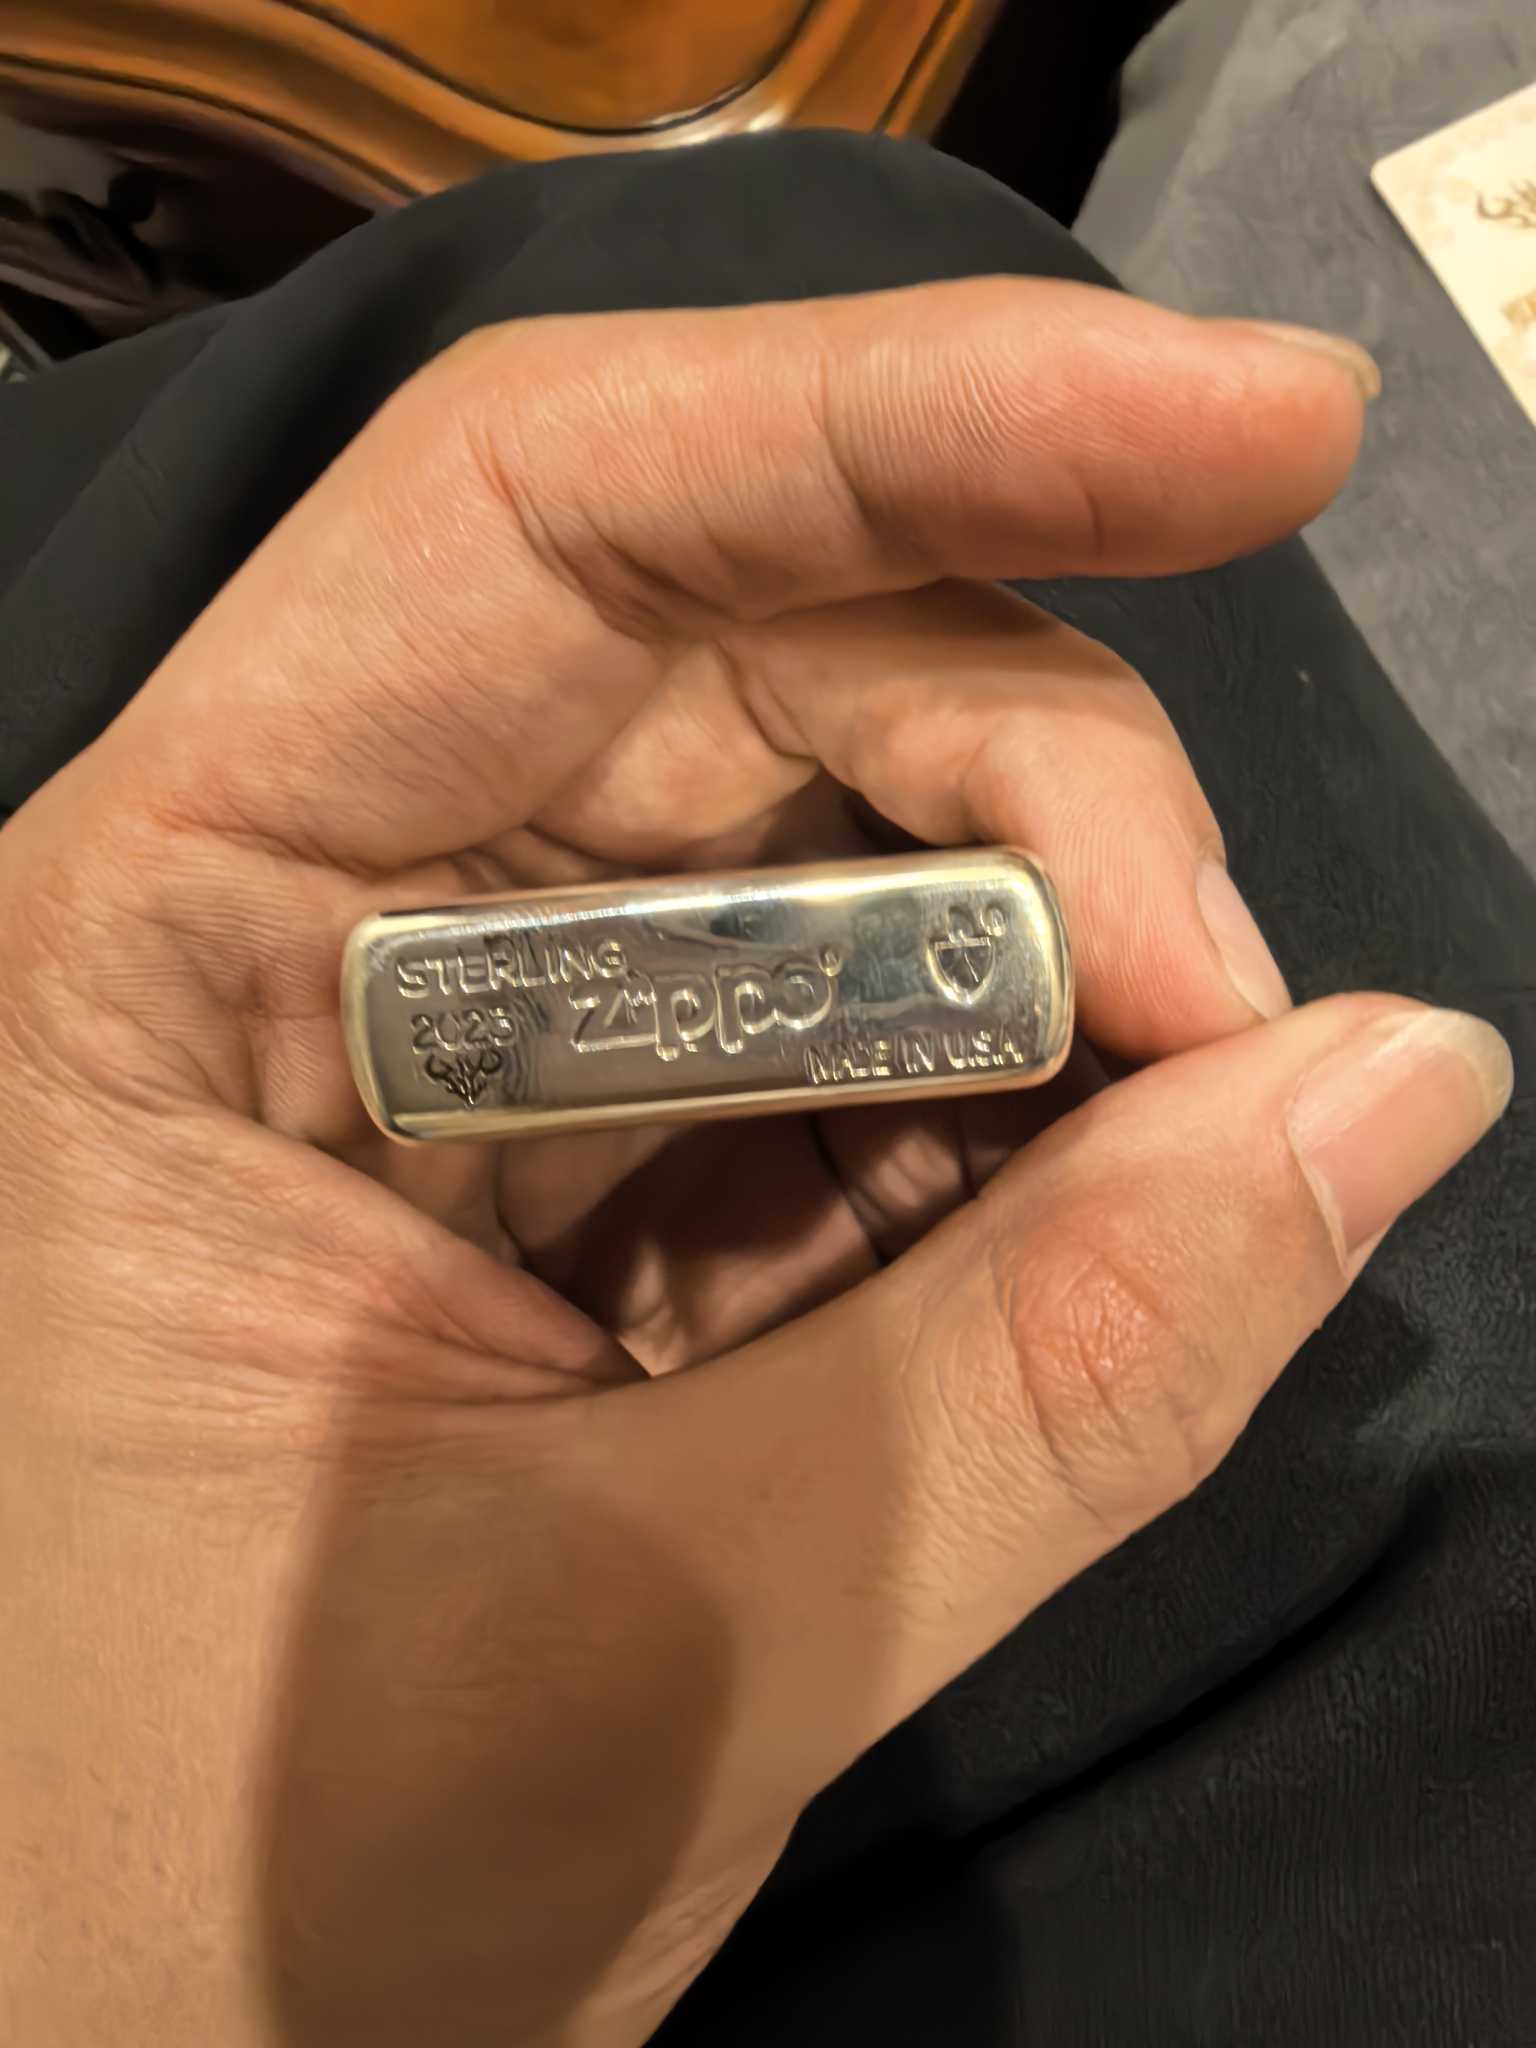 STERLING
zippo®
2023
MADE IN U.S.A.